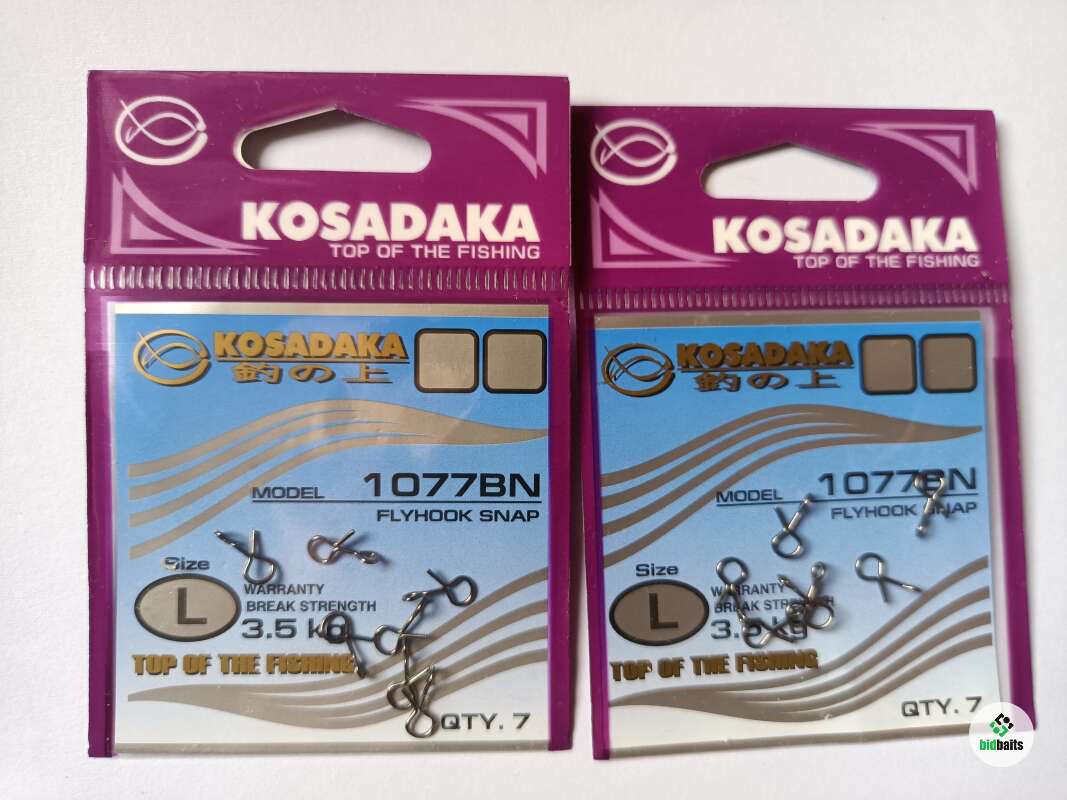 KOSADAKA
TOP OF THE FISHING
KOSADAKA
釣の上
MODEL 1077BN
FLYHOOK SNAP
Size
L
WARRANTY
BREAK STRENGTH
3.5 kg
TOP OF THE FISHING
QTY. 7
KOSADAKA
TOP OF THE FISHING
KOSADAKA
釣の上
MODEL 1077BN
FLYHOOK SNAP
Size
L
WARRANTY
BREAK STRENGTH
3.5 kg
TOP OF THE FISHING
QTY. 7
bidbaits